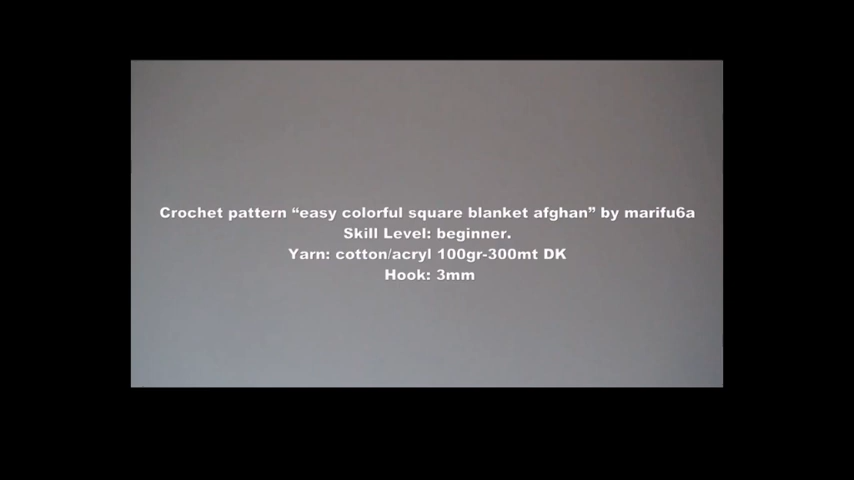 Crochet pattern “easy colorful square blanket afghan” by marifu6a
Skill Level: beginner.
Yarn: cotton/acryl 100gr-300mt DK
Hook: 3mm